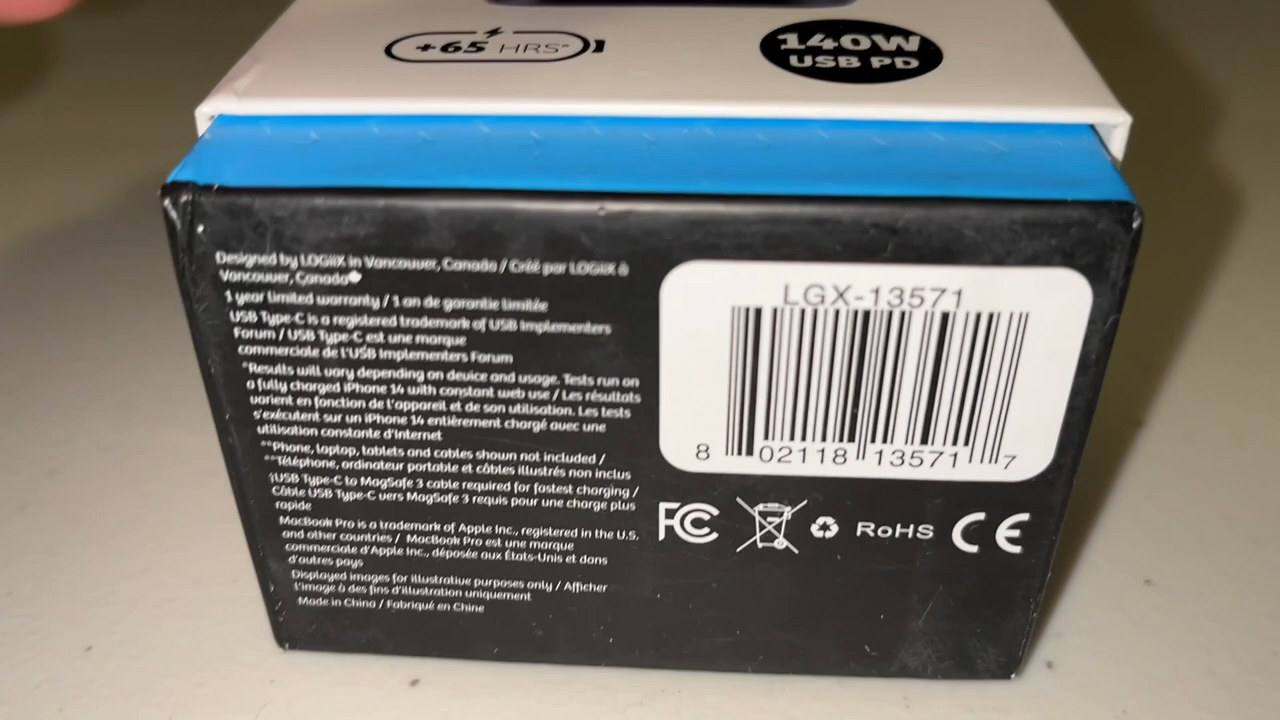 +65 HRS*
140W
USB PD
Designed by LOGiiX in Vancouver, Canada / Créé par LOGiiX à
Vancouver, Canada
1 year limited warranty / 1 an de garantie limitée
USB Type-C is a registered trademark of USB Implementers
Forum / USB Type-C est une marque
commerciale de l'USB Implementers Forum
*Results will vary depending on device and usage. Tests run on
a fully charged iPhone 14 with constant web use / Les résultats
varient en fonction de l'appareil et de son utilisation. Les tests
s'exécutent sur un iPhone 14 entièrement chargé avec une
utilisation constante d'Internet
**Phone, laptop, tablets and cables shown not included /
**Téléphone, ordinateur portable et câbles illustrés non inclus
†USB Type-C to MagSafe 3 cable required for fastest charging /
Câble USB Type-C vers MagSafe 3 requis pour une charge plus
rapide
MacBook Pro is a trademark of Apple Inc., registered in the U.S.
and other countries / MacBook Pro est une marque
commerciale d'Apple Inc., déposée aux États-Unis et dans
d'autres pays
Displayed images for illustrative purposes only / Afficher
l'image à des fins d'illustration uniquement
Made in China / Fabriqué en Chine
LGX-13571
8 02118 13571 7
FC RoHS CE